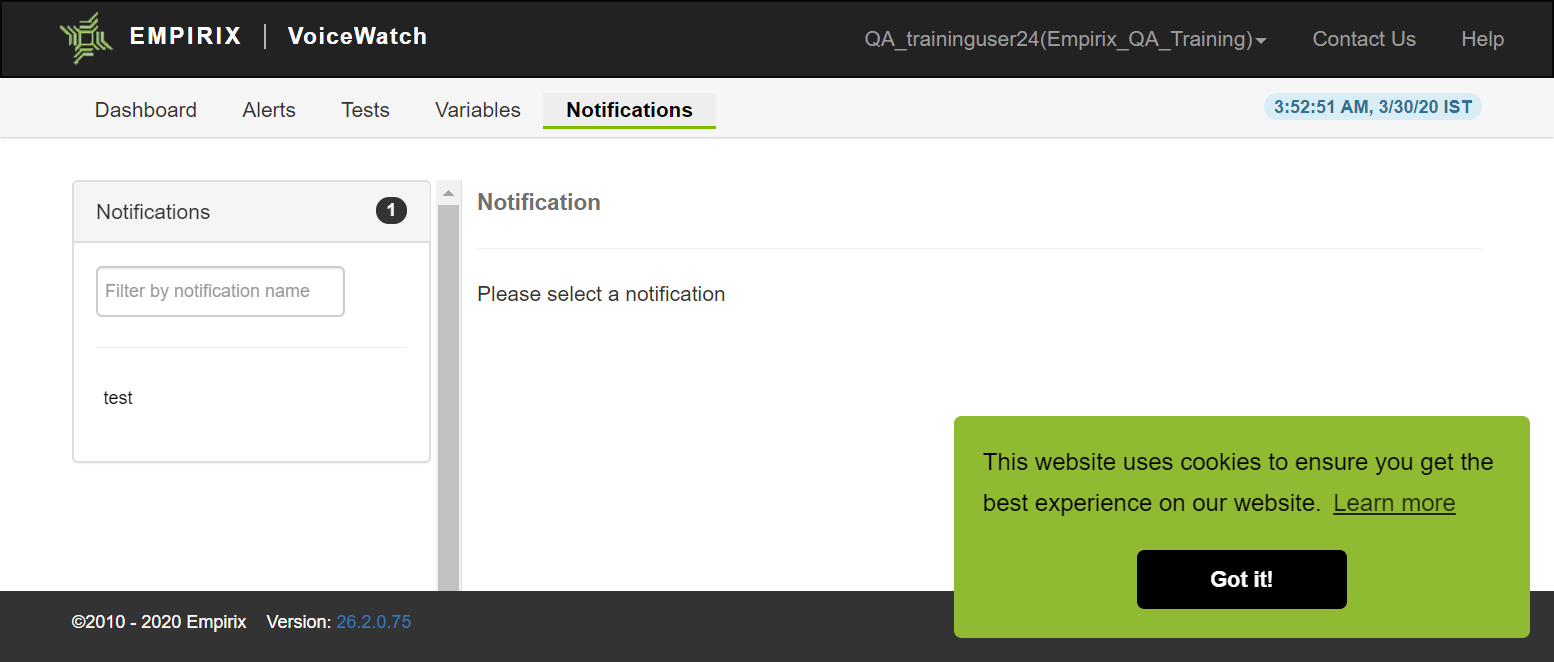 EMPIRIX | VoiceWatch
QA_traininguser24(Empirix_QA_Training)
Contact Us
Help
Dashboard
Alerts
Tests
Variables
Notifications
3:52:51 AM, 3/30/20 IST
Notifications
1
Filter by notification name
test
Notification
Please select a notification
This website uses cookies to ensure you get the
best experience on our website. Learn more
Got it!
©2010 - 2020 Empirix Version: 26.2.0.75